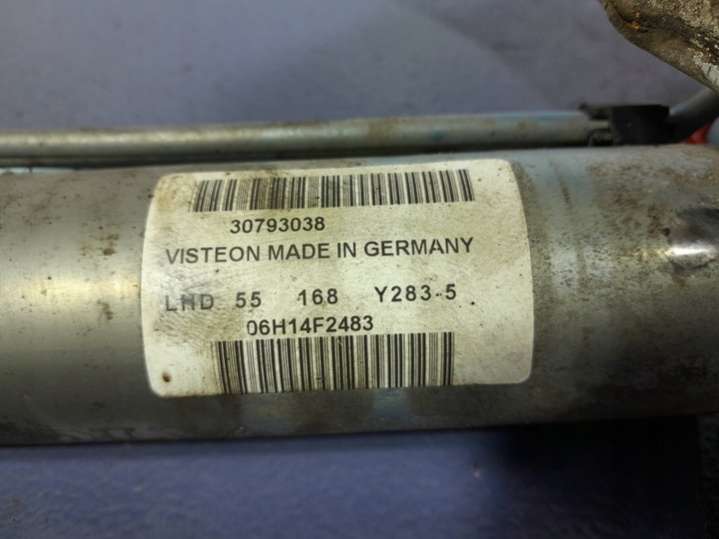 30793038
VISTEON MADE IN GERMANY
LHD 55 168 Y283-5
06H14F2483